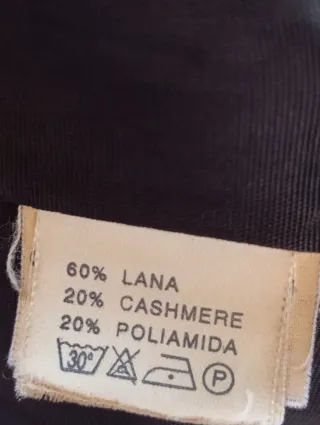 60% LANA
20% CASHMERE
20% POLIAMIDA
30° P